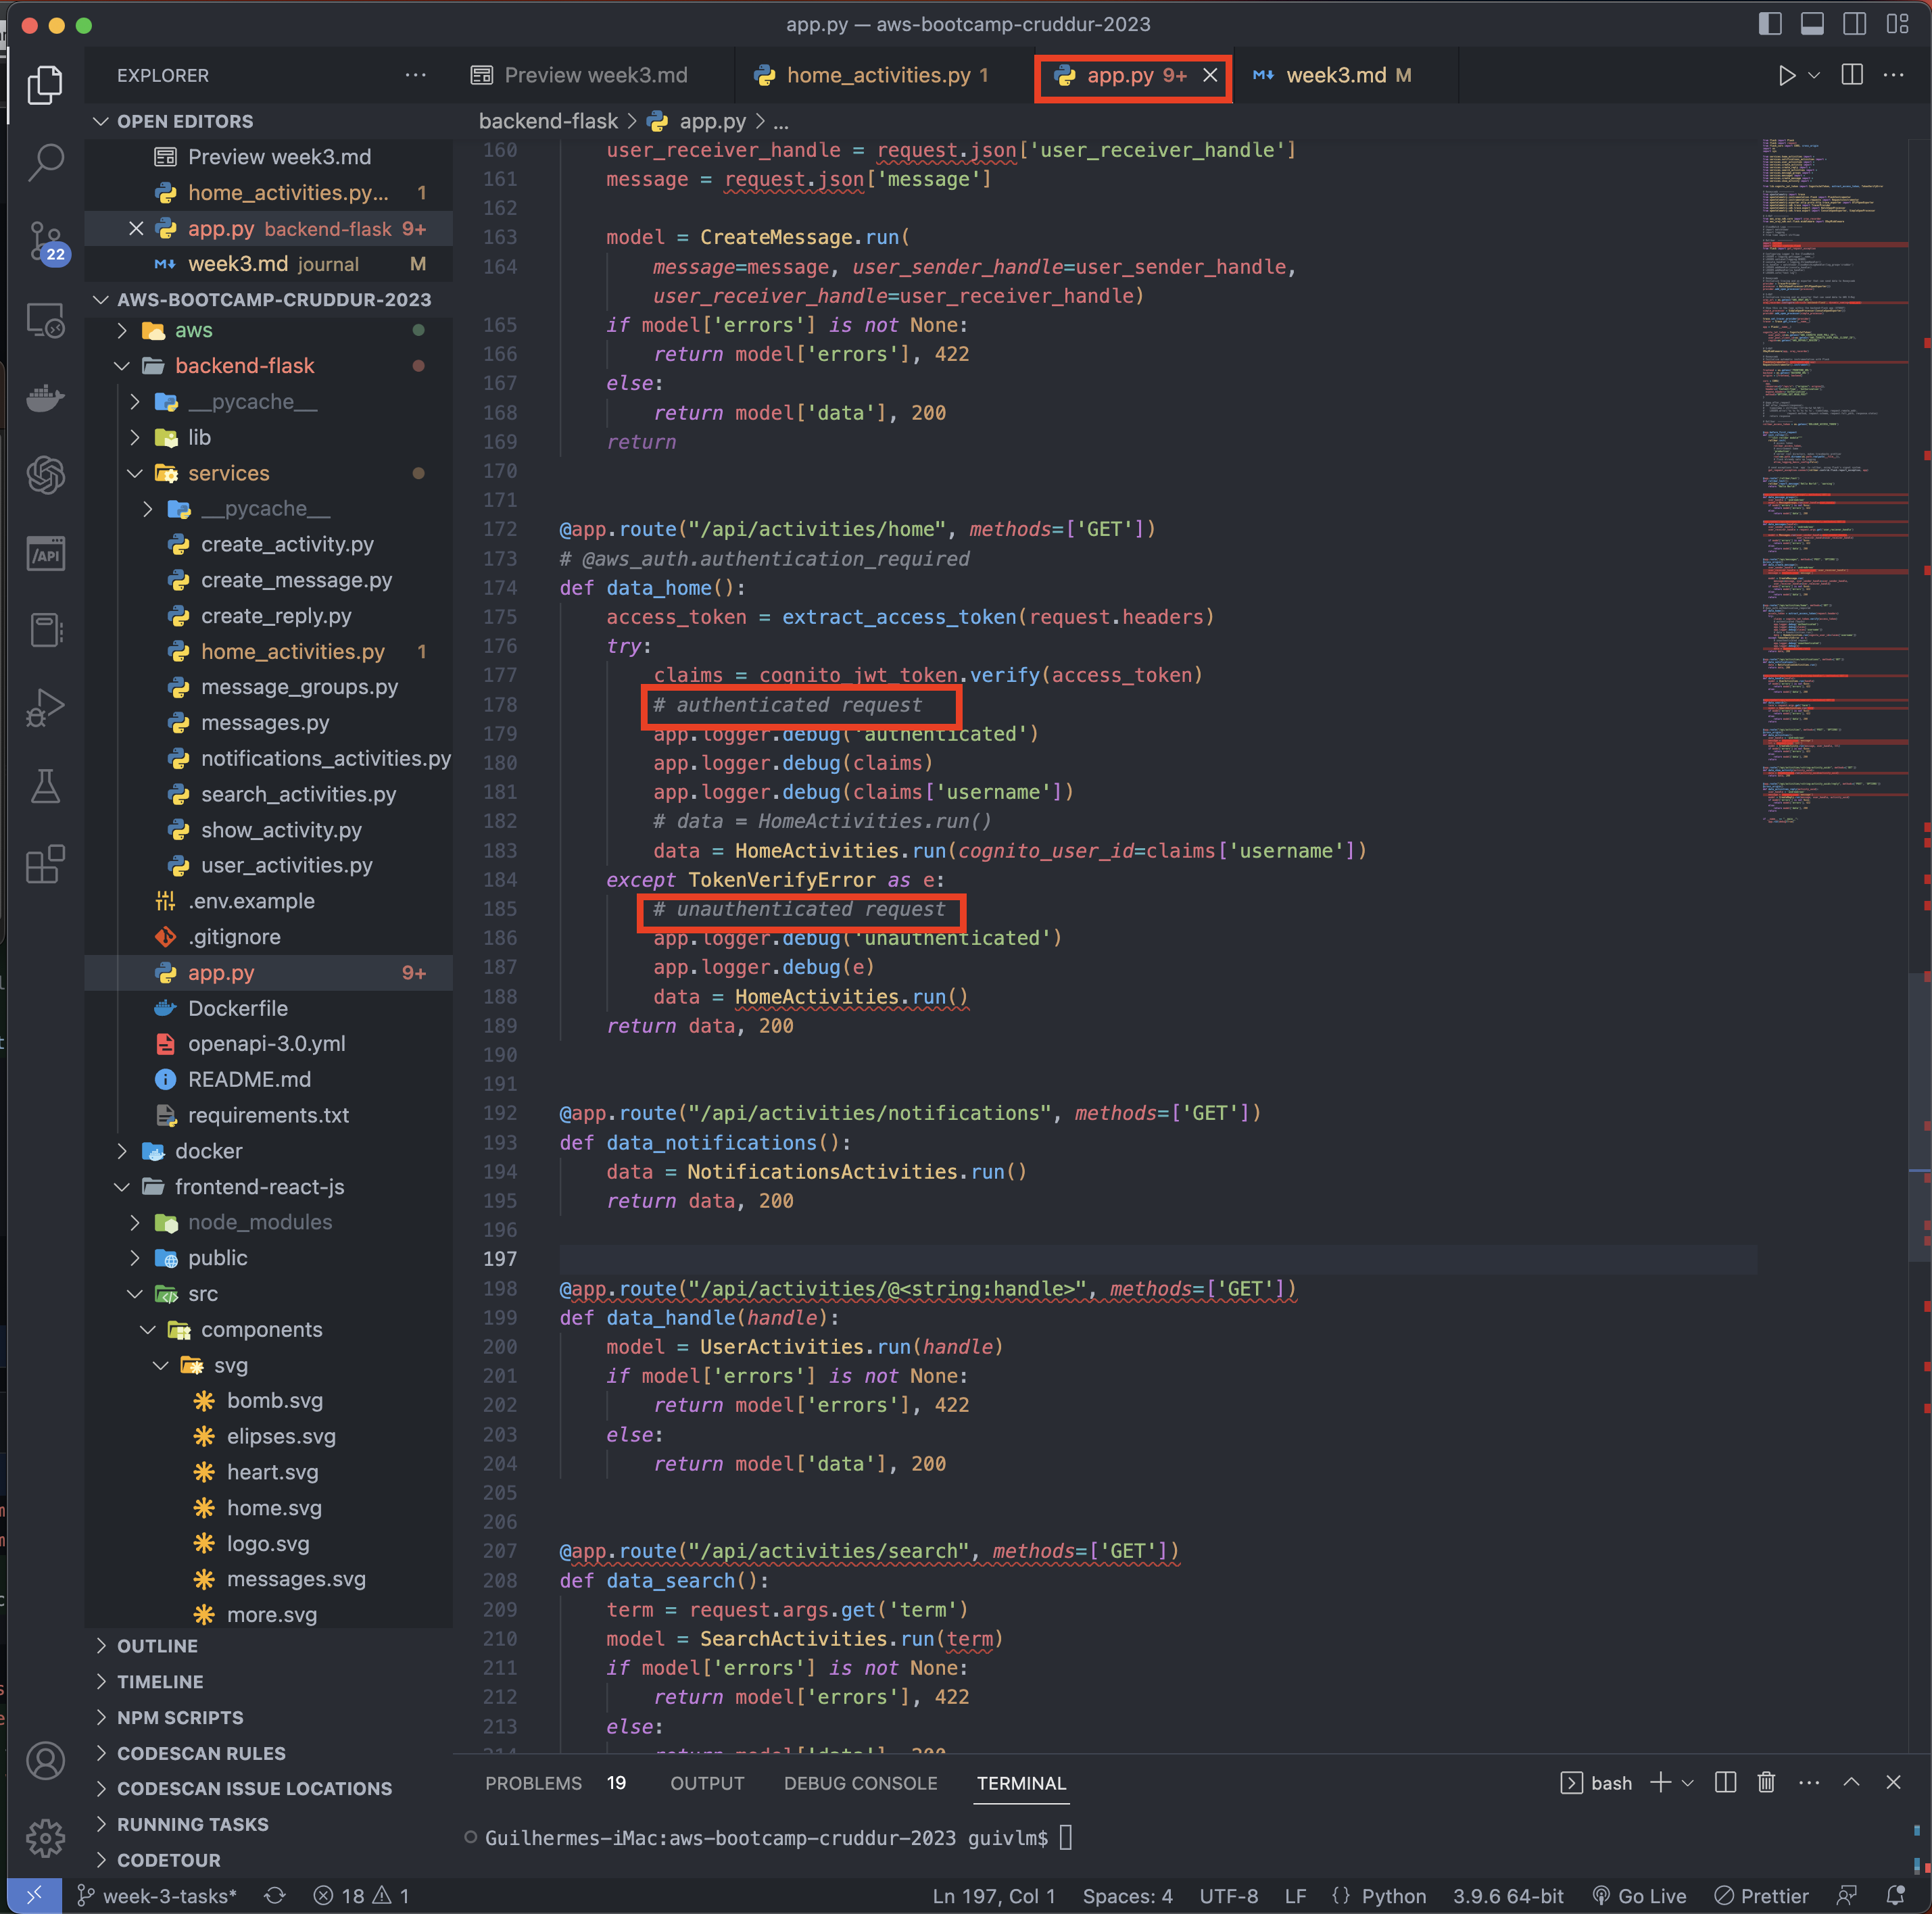 app.py — aws-bootcamp-cruddur-2023
EXPLORER
Preview week3.md
home_activities.py 1
app.py 9+
week3.md M
OPEN EDITORS
Preview week3.md
home_activities.py... 1
app.py backend-flask 9+
week3.md journal M
22
AWS-BOOTCAMP-CRUDDUR-2023
aws
backend-flask
__pycache__
lib
services
__pycache__
create_activity.py
create_message.py
create_reply.py
home_activities.py 1
message_groups.py
messages.py
notifications_activities.py
search_activities.py
show_activity.py
user_activities.py
.env.example
.gitignore
app.py 9+
Dockerfile
openapi-3.0.yml
README.md
requirements.txt
docker
frontend-react-js
node_modules
public
src
components
svg
bomb.svg
elipses.svg
heart.svg
home.svg
logo.svg
messages.svg
more.svg
OUTLINE
TIMELINE
NPM SCRIPTS
CODESCAN RULES
CODESCAN ISSUE LOCATIONS
RUNNING TASKS
CODETOUR
/API
backend-flask > app.py > ...
160 user_receiver_handle = request.json['user_receiver_handle']
161 message = request.json['message']
162
163 model = CreateMessage.run(
164 message=message, user_sender_handle=user_sender_handle,
user_receiver_handle=user_receiver_handle)
165 if model['errors'] is not None:
166 return model['errors'], 422
167 else:
168 return model['data'], 200
169 return
170
171
172 @app.route("/api/activities/home", methods=['GET'])
173 # @aws_auth.authentication_required
174 def data_home():
175 access_token = extract_access_token(request.headers)
176 try:
177 claims = cognito_jwt_token.verify(access_token)
178 # authenticated request
179 app.logger.debug('authenticated')
180 app.logger.debug(claims)
181 app.logger.debug(claims['username'])
182 # data = HomeActivities.run()
183 data = HomeActivities.run(cognito_user_id=claims['username'])
184 except TokenVerifyError as e:
185 # unauthenticated request
186 app.logger.debug('unauthenticated')
187 app.logger.debug(e)
188 data = HomeActivities.run()
189 return data, 200
190
191
192 @app.route("/api/activities/notifications", methods=['GET'])
193 def data_notifications():
194 data = NotificationsActivities.run()
195 return data, 200
196
197
198 @app.route("/api/activities/@<string:handle>", methods=['GET'])
199 def data_handle(handle):
200 model = UserActivities.run(handle)
201 if model['errors'] is not None:
202 return model['errors'], 422
203 else:
204 return model['data'], 200
205
206
207 @app.route("/api/activities/search", methods=['GET'])
208 def data_search():
209 term = request.args.get('term')
210 model = SearchActivities.run(term)
211 if model['errors'] is not None:
212 return model['errors'], 422
213 else:
214 return model['data'], 200
PROBLEMS 19 OUTPUT DEBUG CONSOLE TERMINAL bash
Guilhermes-iMac:aws-bootcamp-cruddur-2023 guivlm$
week-3-tasks* 18 1 Ln 197, Col 1 Spaces: 4 UTF-8 LF {} Python 3.9.6 64-bit Go Live Prettier